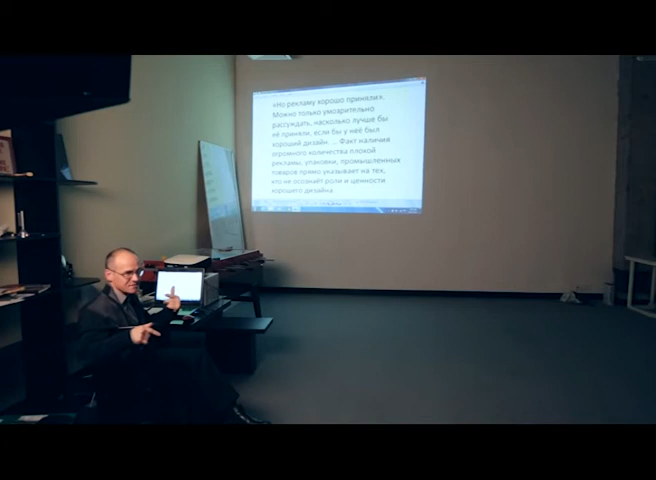 «Но рекламу хорошо приняли».
Можно только умозрительно
рассуждать, насколько лучше бы
её приняли, если бы у неё был
хороший дизайн. ... Факт наличия
огромного количества плохой
рекламы, упаковки, промышленных
товаров прямо указывает на тех,
кто не осознаёт роли и ценности
хорошего дизайна